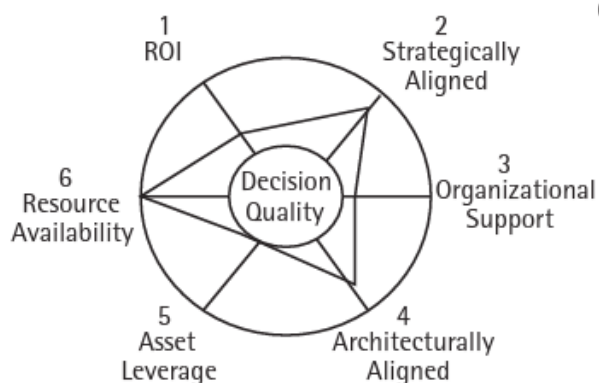 1
ROI
2
Strategically
Aligned
3
Organizational
Support
4
Architecturally
Aligned
5
Asset
Leverage
6
Resource
Availability
Decision
Quality